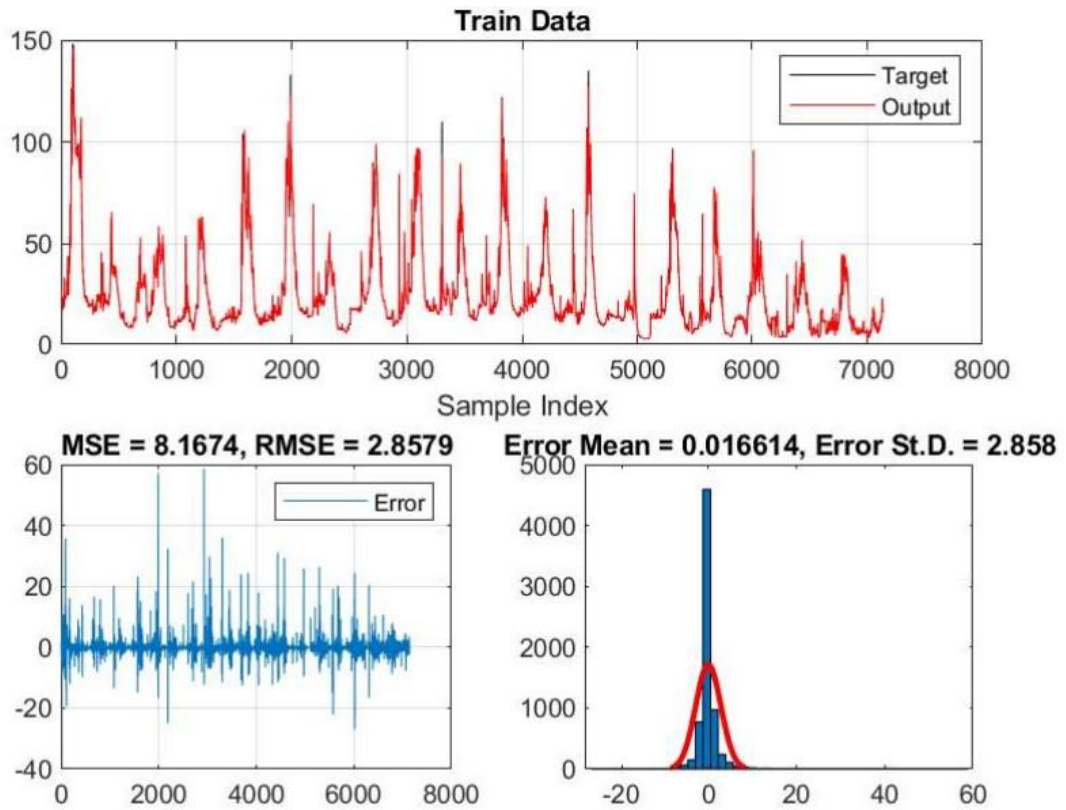 Train Data
150
100
50
0
Target
Output
0 1000 2000 3000 4000 5000 6000 7000 8000
Sample Index
MSE = 8.1674, RMSE = 2.8579
60
40
20
0
-20
-40
Error
0 2000 4000 6000 8000
Error Mean = 0.016614, Error St.D. = 2.858
5000
4000
3000
2000
1000
0
-20 0 20 40 60